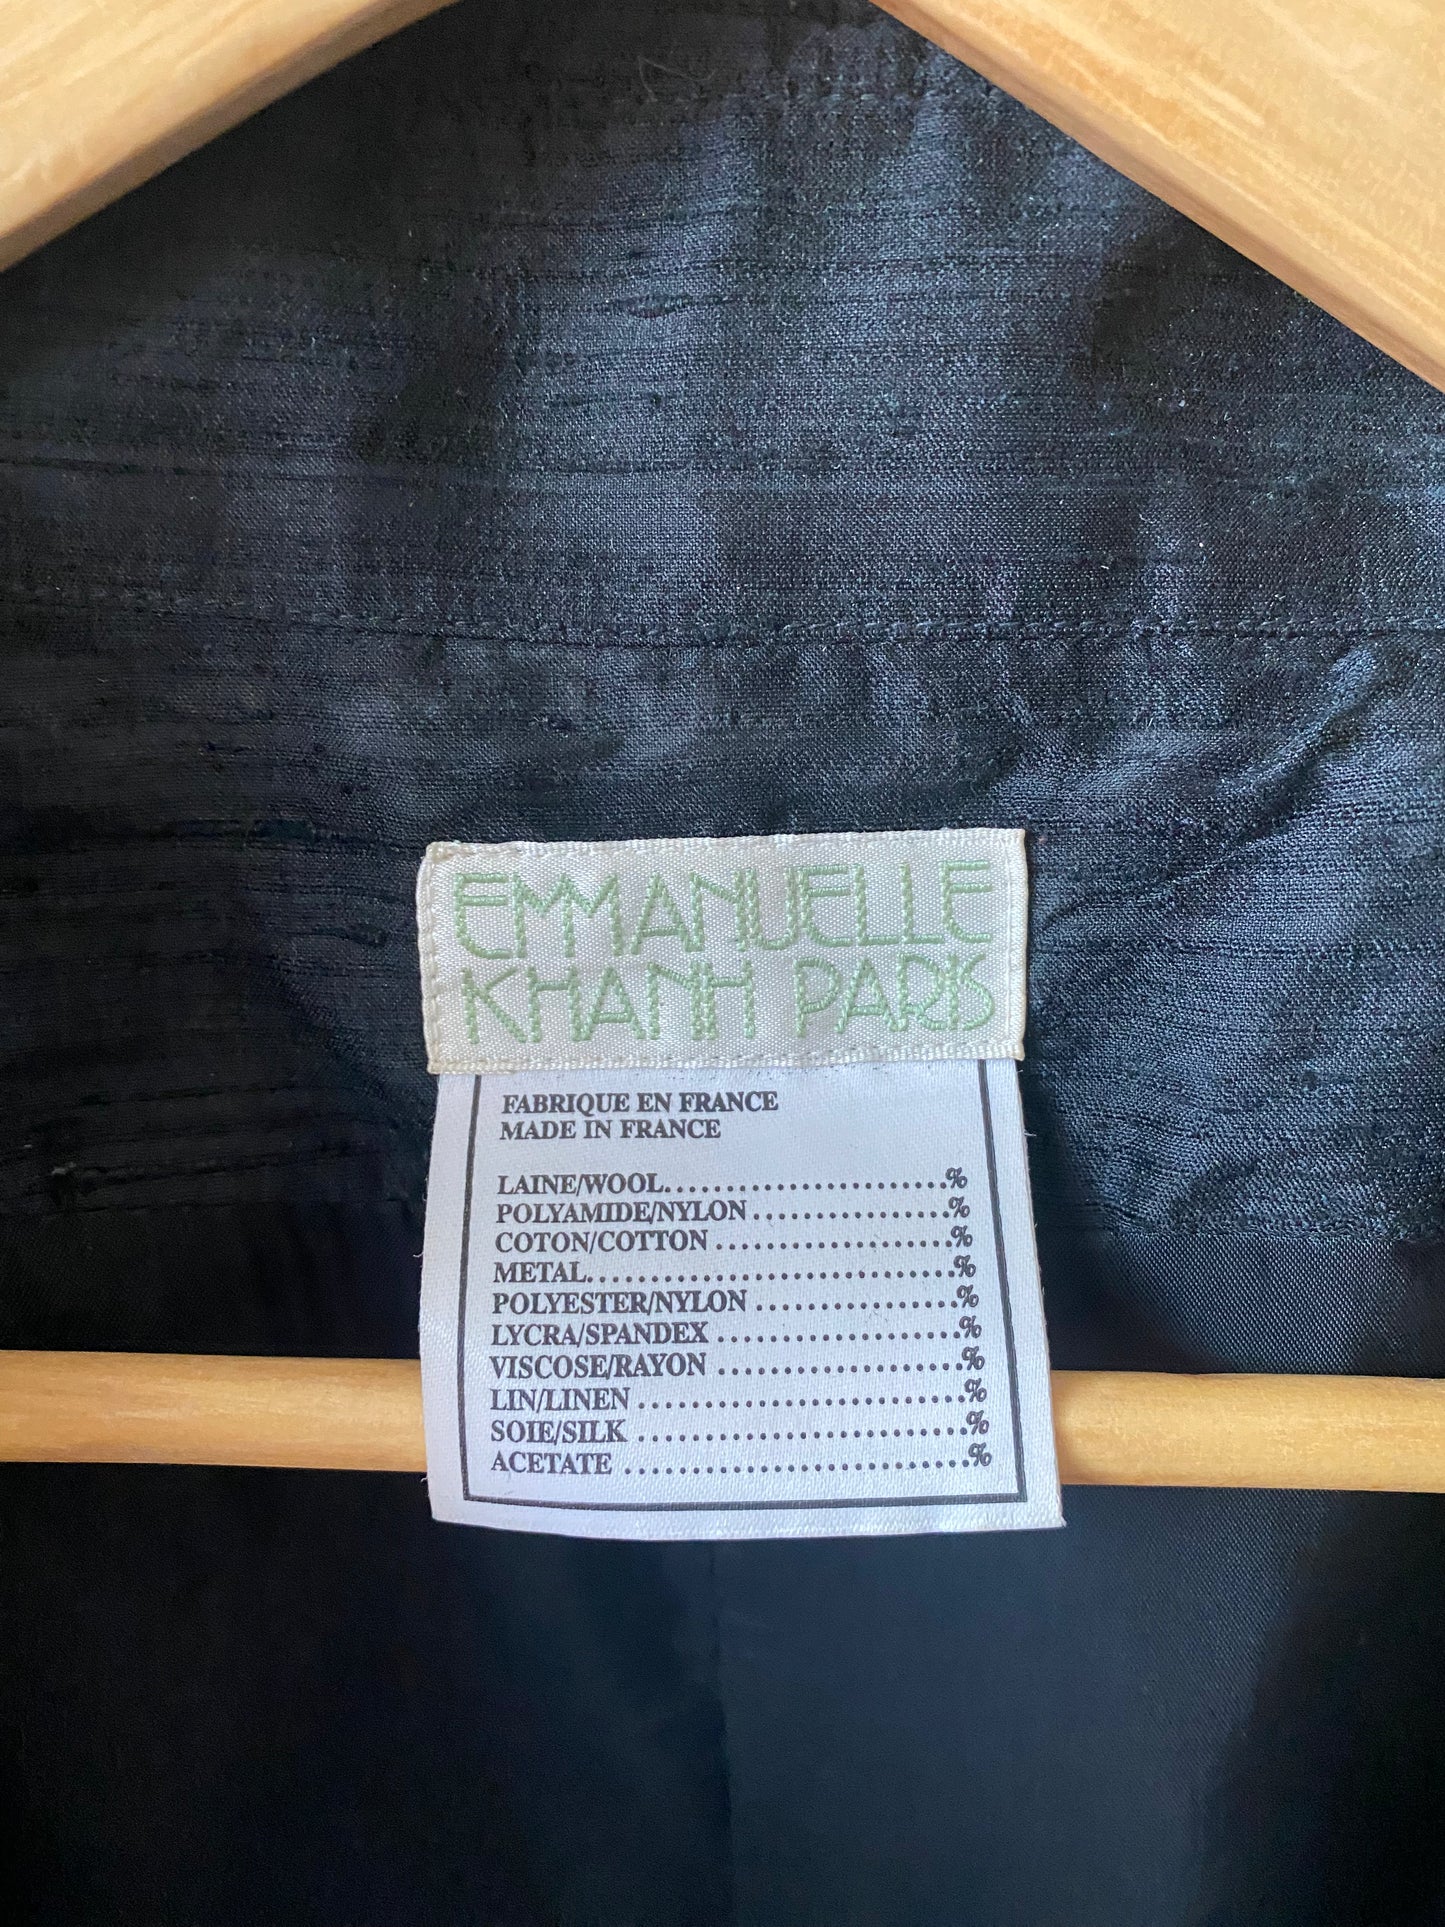 EMMANUELLE
KHANH PARIS
FABRIQUE EN FRANCE
MADE IN FRANCE
LAINE/WOOL.......................%
POLYAMIDE/NYLON................%
COTON/COTTON....................%
METAL..............................%
POLYESTER/NYLON................%
LYCRA/SPANDEX....................%
VISCOSE/RAYON.....................%
LIN/LINEN...........................%
SOIE/SILK...........................%
ACETATE............................%